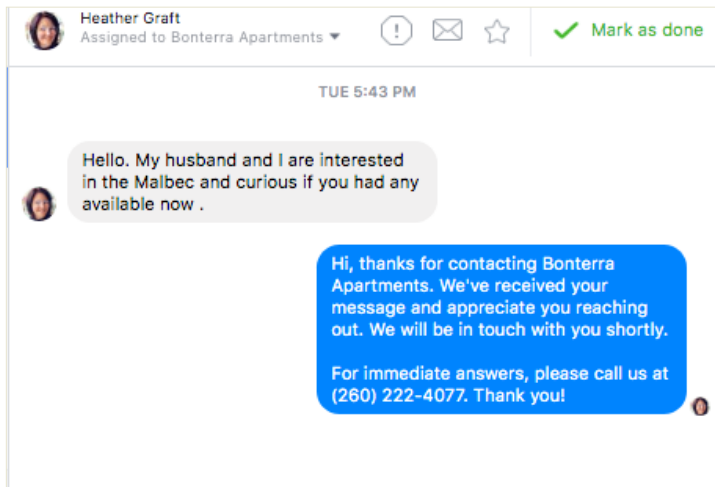 Heather Graft
Assigned to Bonterra Apartments
Mark as done
TUE 5:43 PM
Hello. My husband and I are interested
in the Malbec and curious if you had any
available now .
Hi, thanks for contacting Bonterra
Apartments. We've received your
message and appreciate you reaching
out. We will be in touch with you shortly.
For immediate answers, please call us at
(260) 222-4077. Thank you!